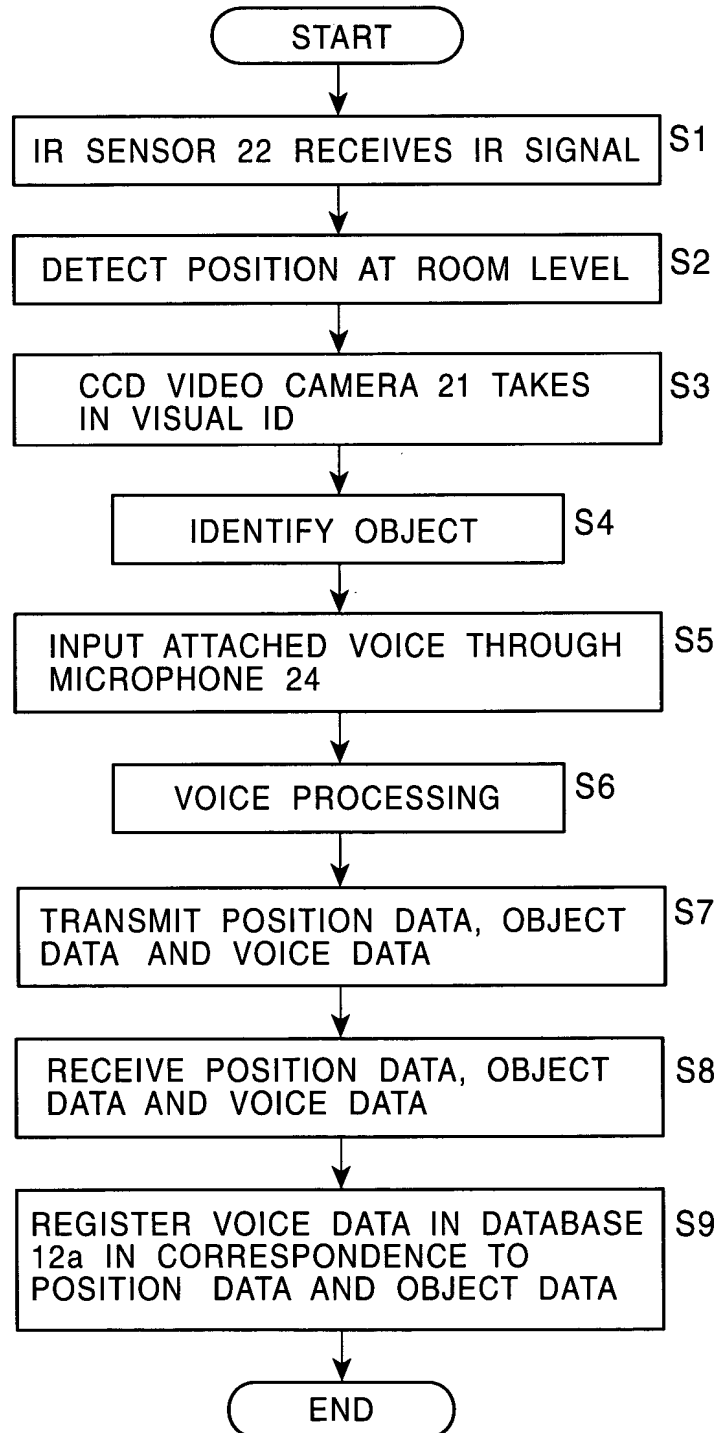 START
IR SENSOR 22 RECEIVES IR SIGNAL S1
DETECT POSITION AT ROOM LEVEL S2
CCD VIDEO CAMERA 21 TAKES S3
IN VISUAL ID
IDENTIFY OBJECT S4
INPUT ATTACHED VOICE THROUGH S5
MICROPHONE 24
VOICE PROCESSING S6
TRANSMIT POSITION DATA, OBJECT S7
DATA AND VOICE DATA
RECEIVE POSITION DATA, OBJECT S8
DATA AND VOICE DATA
REGISTER VOICE DATA IN DATABASE S9
12a IN CORRESPONDENCE TO
POSITION DATA AND OBJECT DATA
END